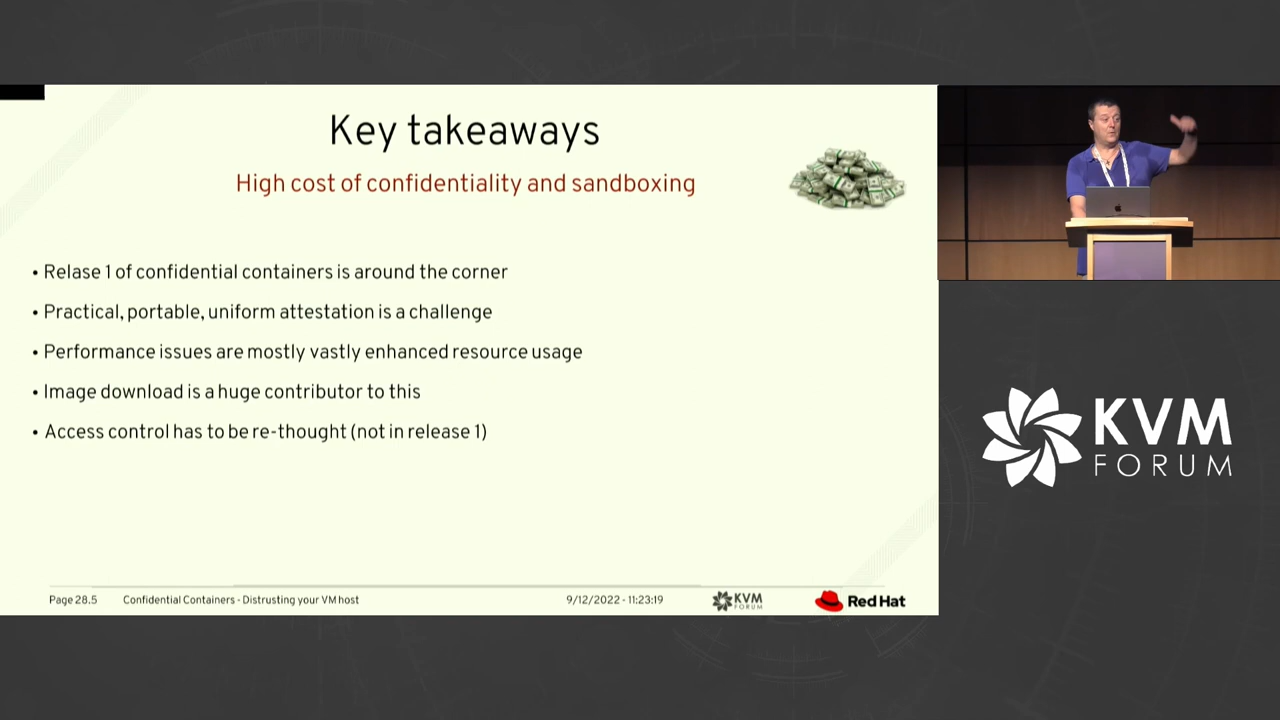 Key takeaways
High cost of confidentiality and sandboxing
• Relase 1 of confidential containers is around the corner
• Practical, portable, uniform attestation is a challenge
• Performance issues are mostly vastly enhanced resource usage
• Image download is a huge contributor to this
• Access control has to be re-thought (not in release 1)
Page 28.5 Confidential Containers - Distrusting your VM host 9/12/2022 - 11:23:19 KVM FORUM Red Hat
KVM
FORUM